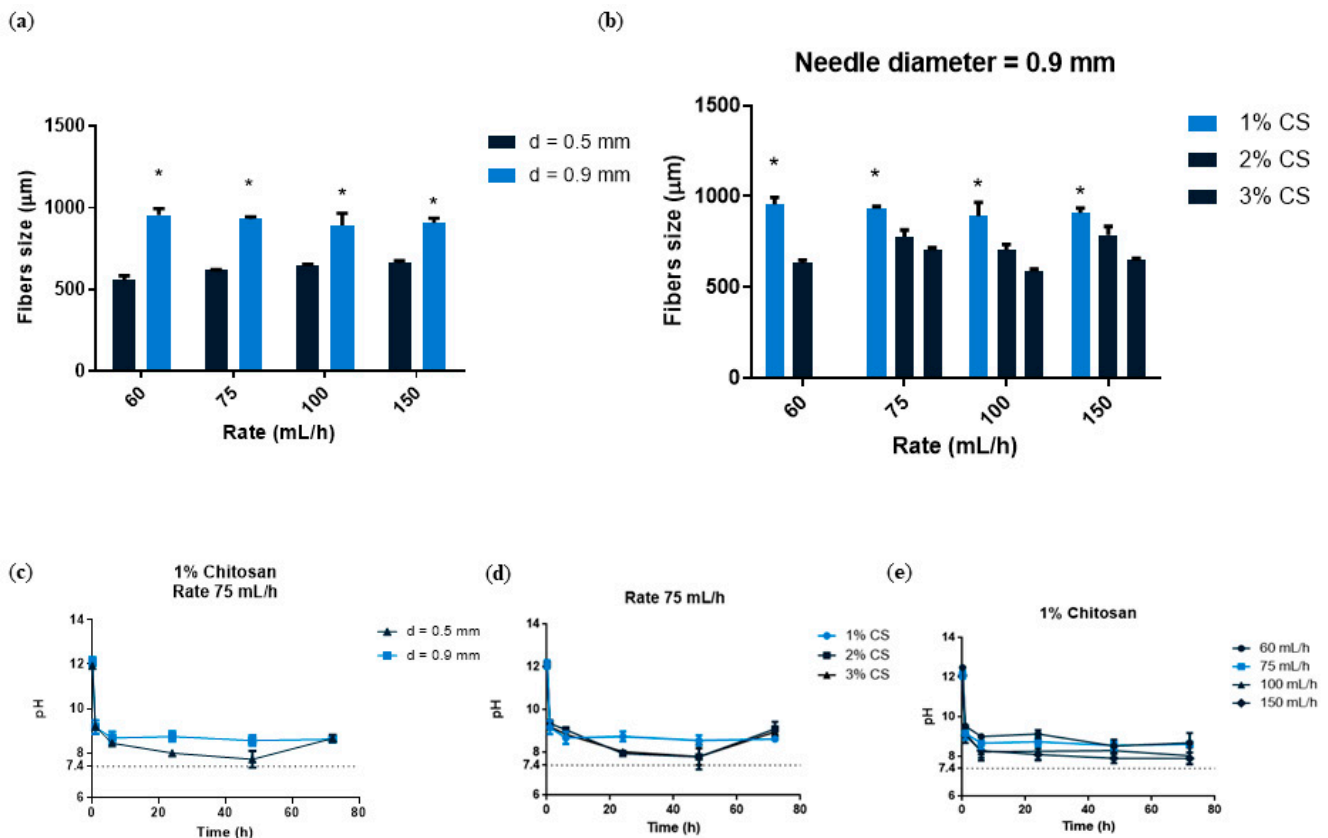 (a)
1500
1000
500
0
Fibers size (µm)
*
*
*
*
60
75
100
150
Rate (mL/h)
d = 0.5 mm
d = 0.9 mm
(b)
Needle diameter = 0.9 mm
1500
1000
500
0
Fibers size (µm)
*
*
*
*
60
75
100
150
Rate (mL/h)
1% CS
2% CS
3% CS
(c)
1% Chitosan
Rate 75 mL/h
14
12
10
8
7.4
6
pH
0
20
40
60
80
Time (h)
d = 0.5 mm
d = 0.9 mm
(d)
Rate 75 mL/h
14
12
10
8
7.4
6
pH
0
20
40
60
80
Time (h)
1% CS
2% CS
3% CS
(e)
1% Chitosan
14
12
10
8
7.4
6
pH
0
20
40
60
80
Time (h)
60 mL/h
75 mL/h
100 mL/h
150 mL/h